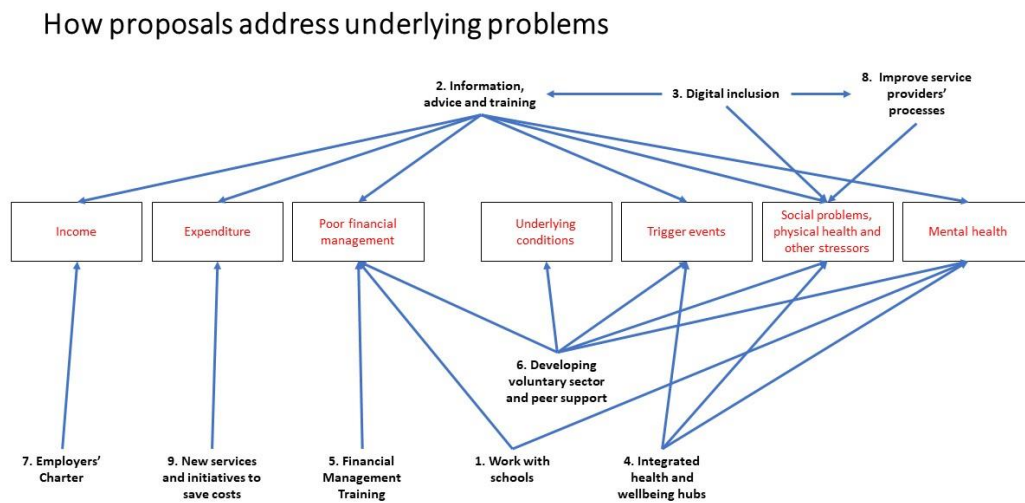 How proposals address underlying problems
2. Information,
advice and training
3. Digital inclusion
8. Improve service
providers'
processes
Income
Expenditure
Poor financial
management
Underlying
conditions
Trigger events
Social problems,
physical health and
other stressors
Mental health
6. Developing
voluntary sector
and peer support
7. Employers'
Charter
9. New services
and initiatives to
save costs
5. Financial
Management
Training
1. Work with
schools
4. Integrated
health and
wellbeing hubs